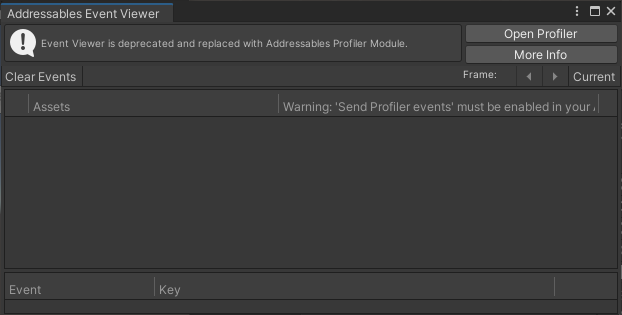 Addressables Event Viewer
Event Viewer is deprecated and replaced with Addressables Profiler Module.
Open Profiler
More Info
Clear Events
Frame:
Current
Assets
Warning: 'Send Profiler events' must be enabled in your
Event
Key